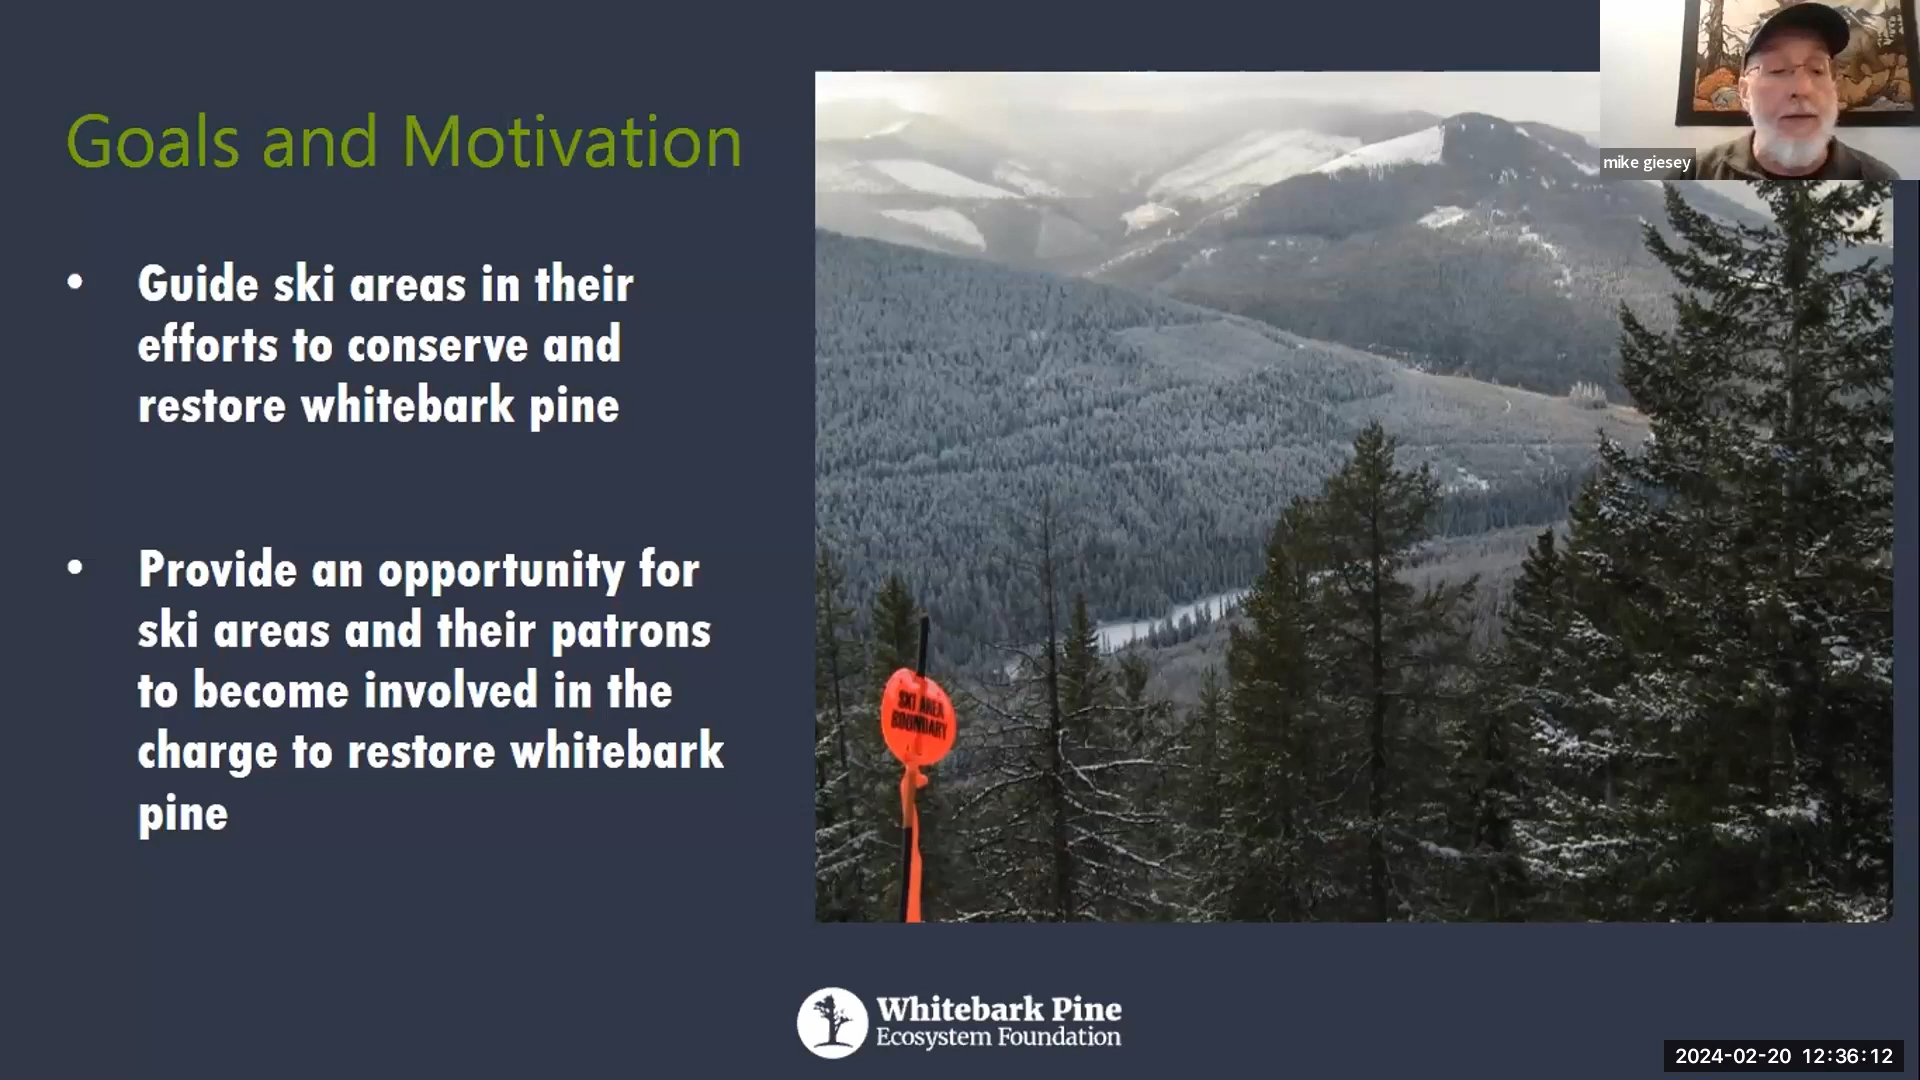 Goals and Motivation
• Guide ski areas in their
efforts to conserve and
restore whitebark pine
• Provide an opportunity for
ski areas and their patrons
to become involved in the
charge to restore whitebark
pine
mike giesey
SKI AREA
BOUNDARY
Whitebark Pine
Ecosystem Foundation
2024-02-20 12:36:12